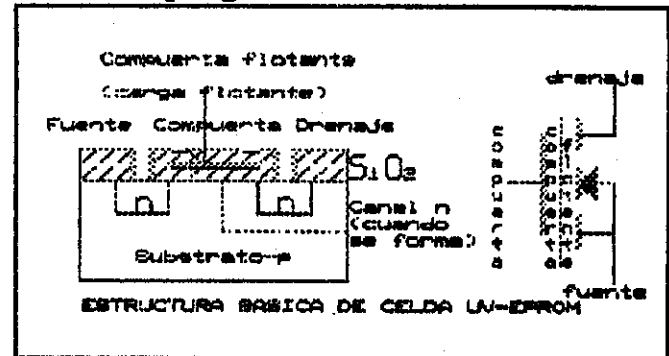 Compuerta flotante
(carga flotante)
Fuente Compuerta Drenaje
SiO2
n n
Canal n
(cuando
se forma)
Substrato-p
drenaje
compuerta
fuente
ESTRUCTURA BASICA DE CELDA UV-EPROM